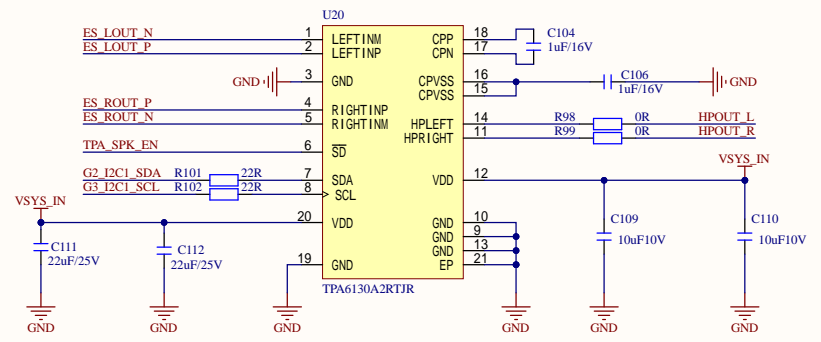 U20
ES_LOUT_N 1 LEFTINM CPP 18 C104
ES_LOUT_P 2 LEFTINP CPN 17 1uF/16V
GND 3 GND CPVSS 16 C106 GND
CPVSS 15 1uF/16V
ES_ROUT_P 4 RIGHTINP
ES_ROUT_N 5 RIGHTINM HPLEFT 14 R98 0R HPOUT_L
HPRIGHT 11 R99 0R HPOUT_R
TPA_SPK_EN 6 SD
VSYS_IN
G2_I2C1_SDA R101 22R 7 SDA VDD 12
G3_I2C1_SCL R102 22R 8 SCL
VSYS_IN
20 VDD GND 10 C109 C110
GND 9
C111 C112 10uF10V 10uF10V
22uF/25V 22uF/25V GND 13
19 GND EP 21
TPA6130A2RTJR
GND GND GND GND GND GND